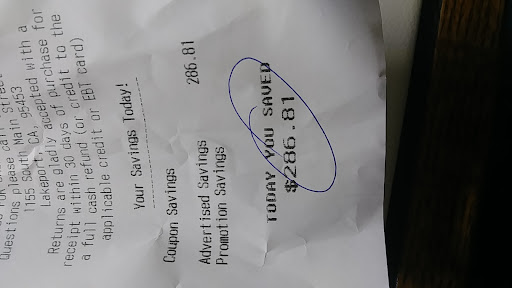 Questions please call
1155 South Main Street
Lakeport, CA. 95453
Returns are gladly accepted with a
receipt within 30 days of purchase for
a full cash refund (or credit to the
applicable credit or EBT card)
Your Savings Today!
Coupon Savings
Advertised Savings 286.81
Promotion Savings
TODAY YOU SAVED
$286.81